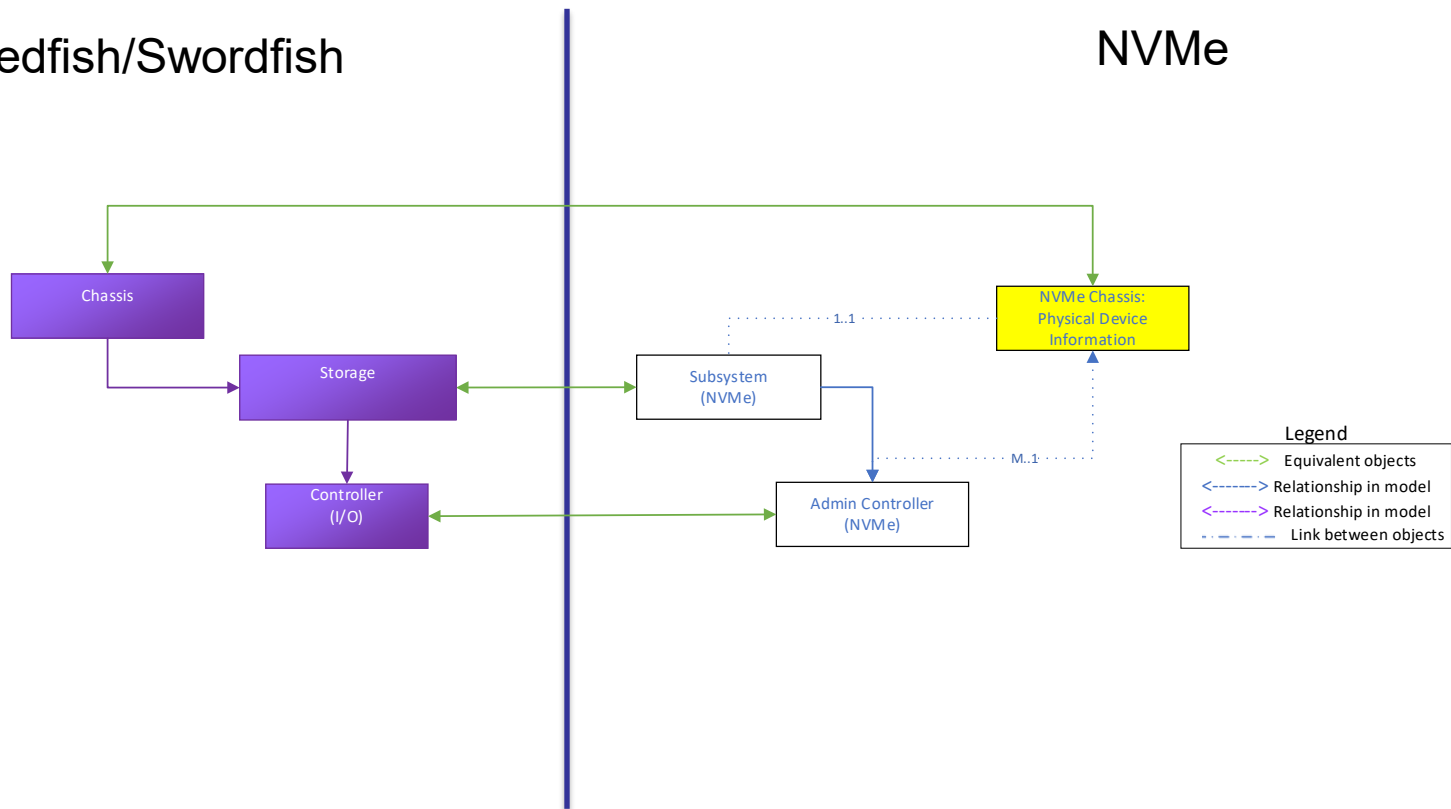 edfish/Swordfish
NVMe
Chassis
NVMe Chassis:
Physical Device
Information
1..1
Storage
Subsystem
(NVMe)
M..1
Controller
(I/O)
Admin Controller
(NVMe)
Legend
Equivalent objects
Relationship in model
Relationship in model
Link between objects